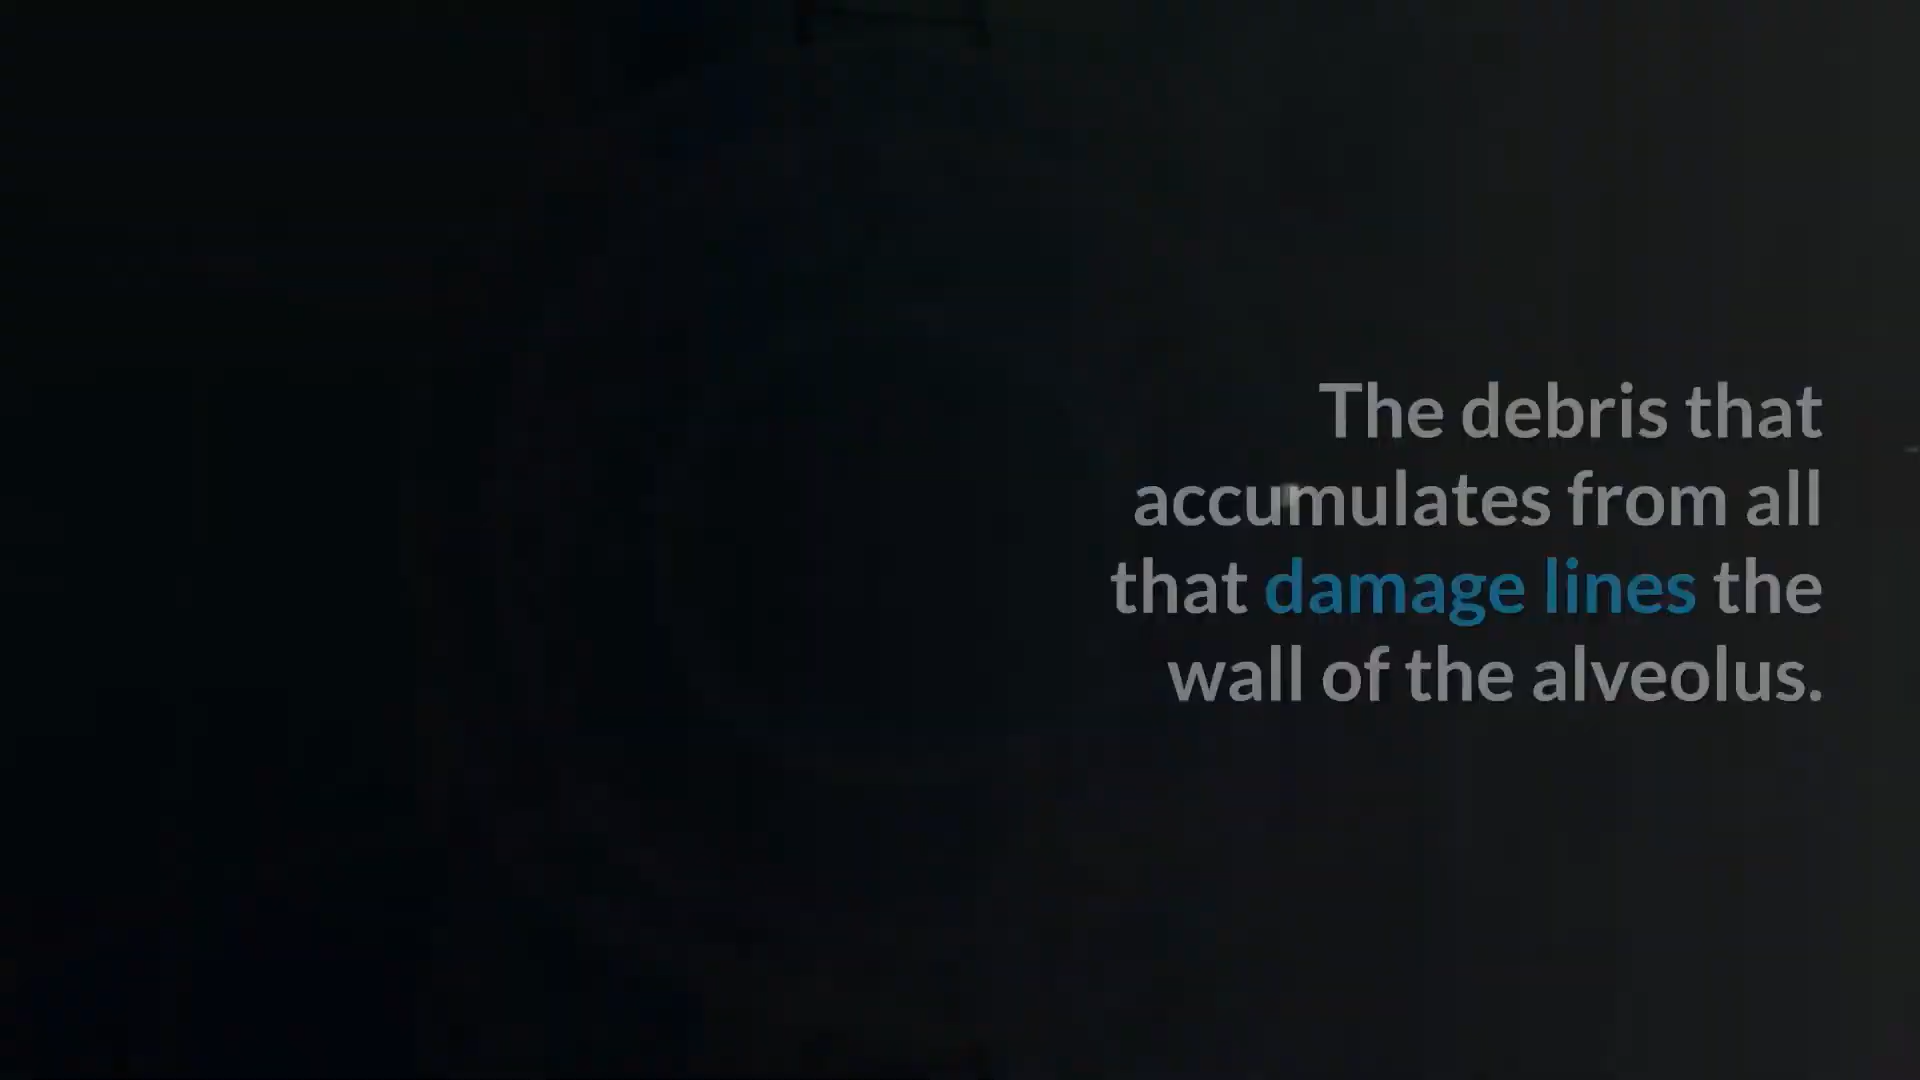 The debris that
accumulates from all
that damage lines the
wall of the alveolus.